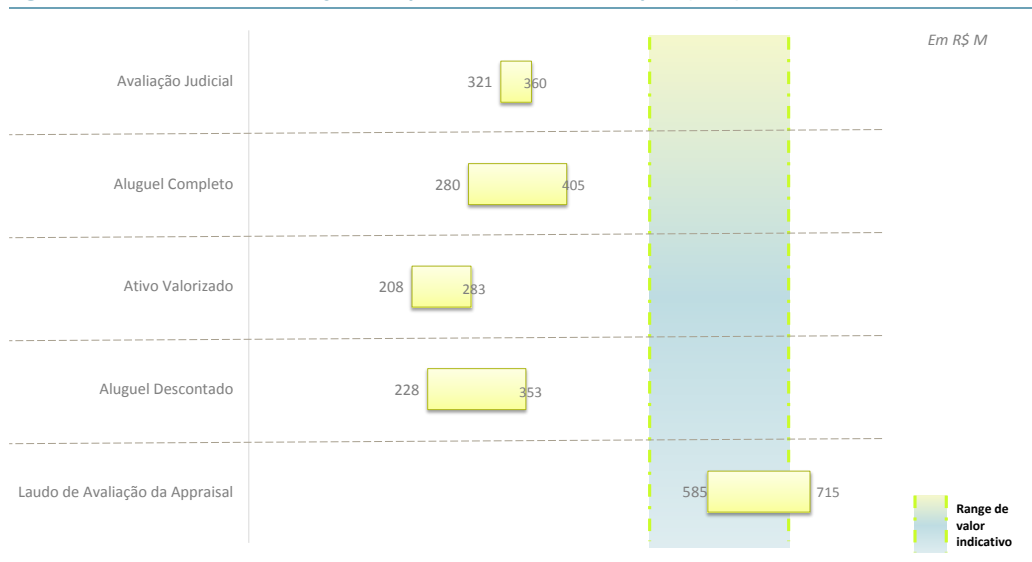 Em R$ M
Avaliação Judicial
321
360
Aluguel Completo
280
405
Ativo Valorizado
208
283
Aluguel Descontado
228
353
Laudo de Avaliação da Appraisal
585
715
Range de
valor
indicativo